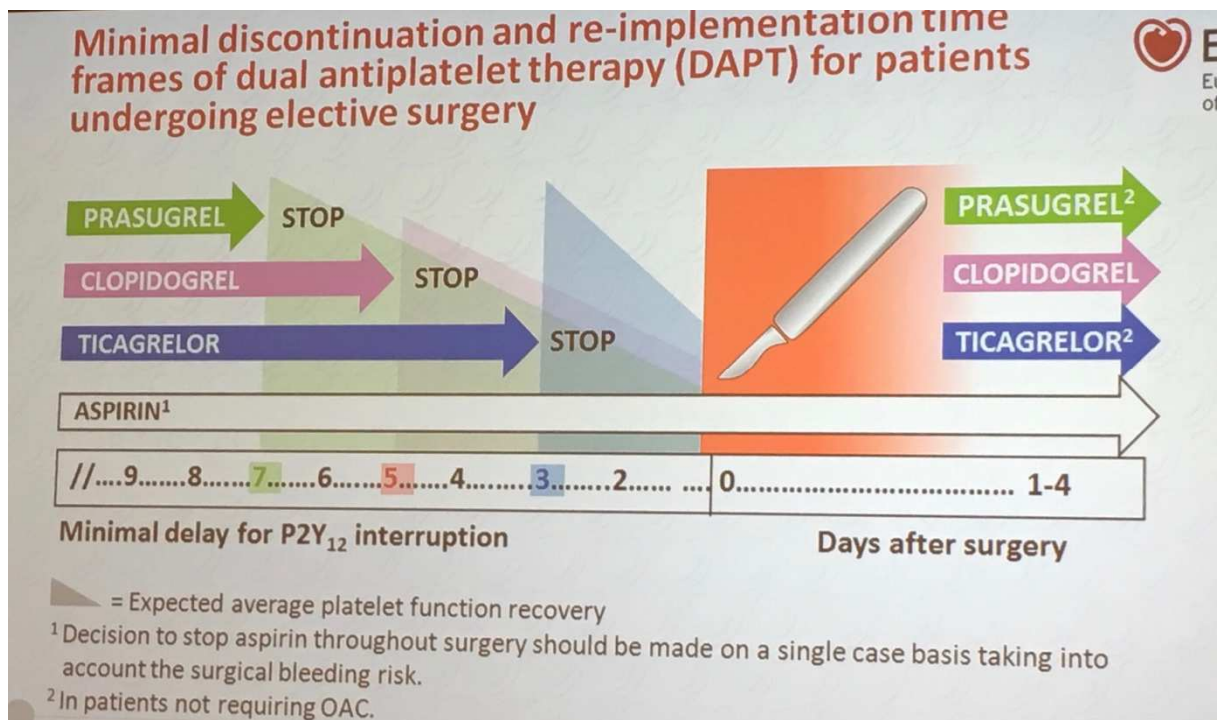 Minimal discontinuation and re-implementation time
frames of dual antiplatelet therapy (DAPT) for patients
undergoing elective surgery
E
Eu
of
PRASUGREL
STOP
PRASUGREL²
CLOPIDOGREL
STOP
CLOPIDOGREL
TICAGRELOR
STOP
TICAGRELOR²
ASPIRIN¹
//....9.......8.......7.......6.......5.......4.........3........2...... ....0........................................ 1-4
Minimal delay for P2Y₁₂ interruption
Days after surgery
= Expected average platelet function recovery
¹ Decision to stop aspirin throughout surgery should be made on a single case basis taking into
account the surgical bleeding risk.
² In patients not requiring OAC.